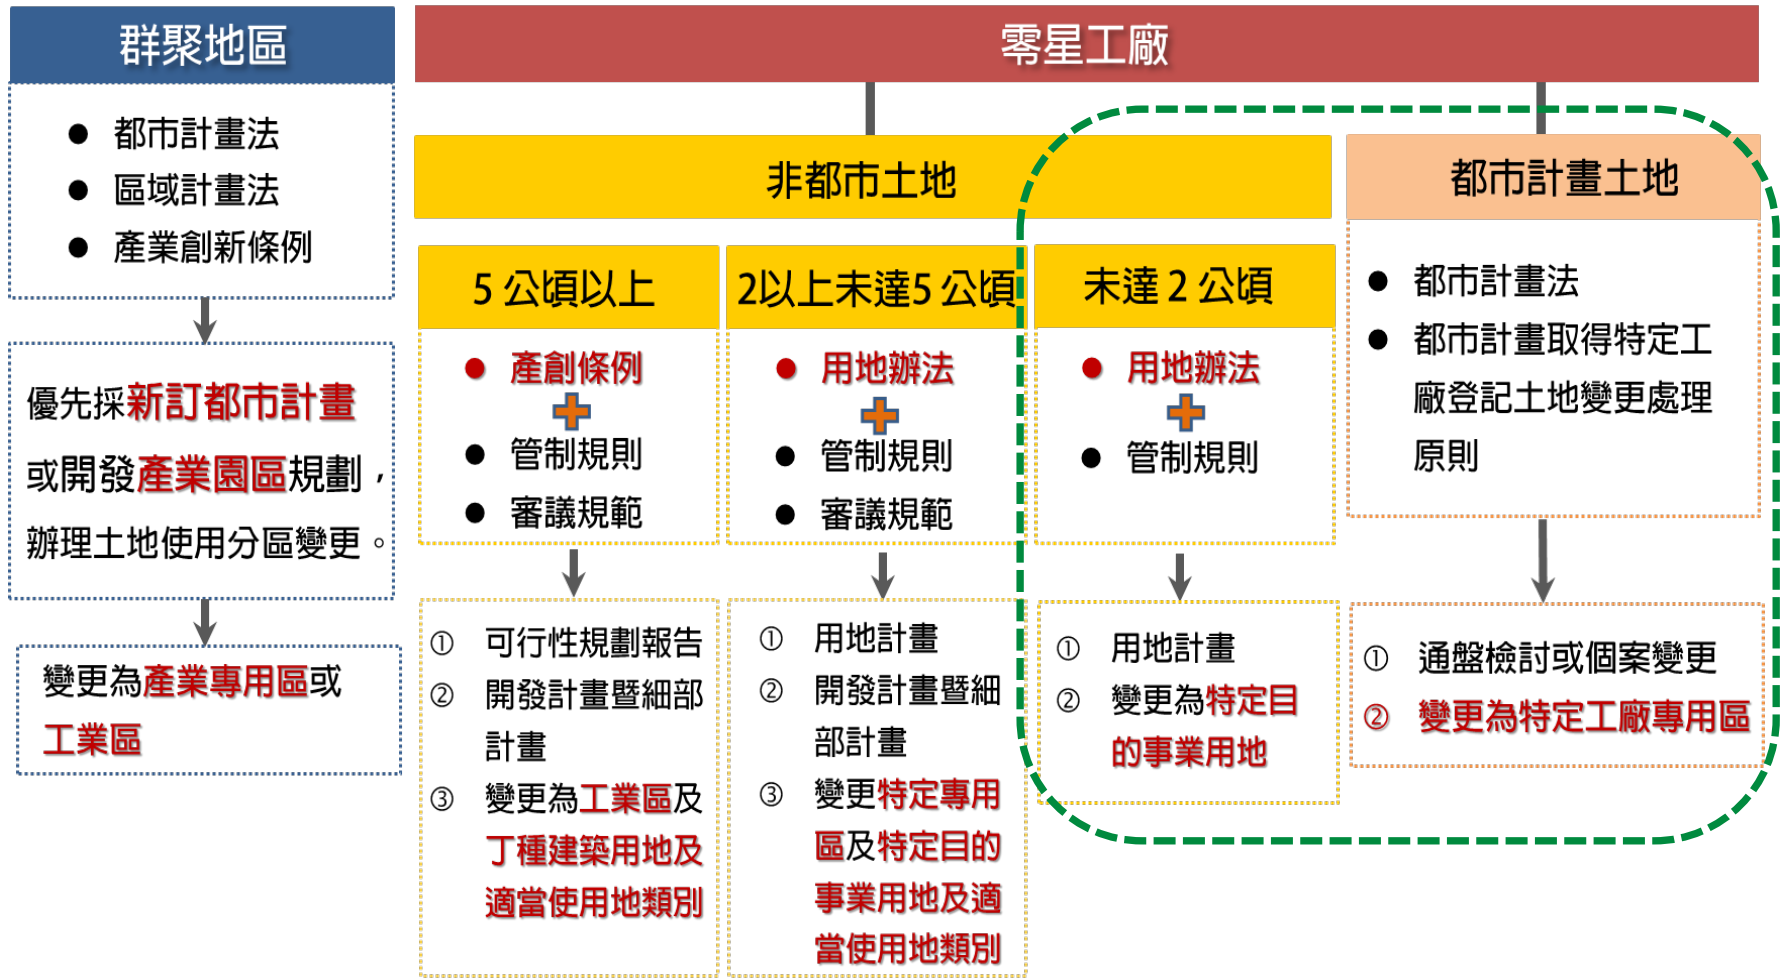 群聚地區
● 都市計畫法
● 區域計畫法
● 產業創新條例
優先採新訂都市計畫
或開發產業園區規劃，
辦理土地使用分區變更。
變更為產業專用區或
工業區
零星工廠
非都市土地
5 公頃以上
● 產創條例
● 管制規則
● 審議規範
① 可行性規劃報告
② 開發計畫暨細部
計畫
③ 變更為工業區及
丁種建築用地及
適當使用地類別
2以上未達5 公頃
● 用地辦法
● 管制規則
● 審議規範
① 用地計畫
② 開發計畫暨細
部計畫
③ 變更特定專用
區及特定目的
事業用地及適
當使用地類別
未達 2 公頃
● 用地辦法
● 管制規則
① 用地計畫
② 變更為特定目
的事業用地
都市計畫土地
● 都市計畫法
● 都市計畫取得特定工
廠登記土地變更處理
原則
① 通盤檢討或個案變更
② 變更為特定工廠專用區